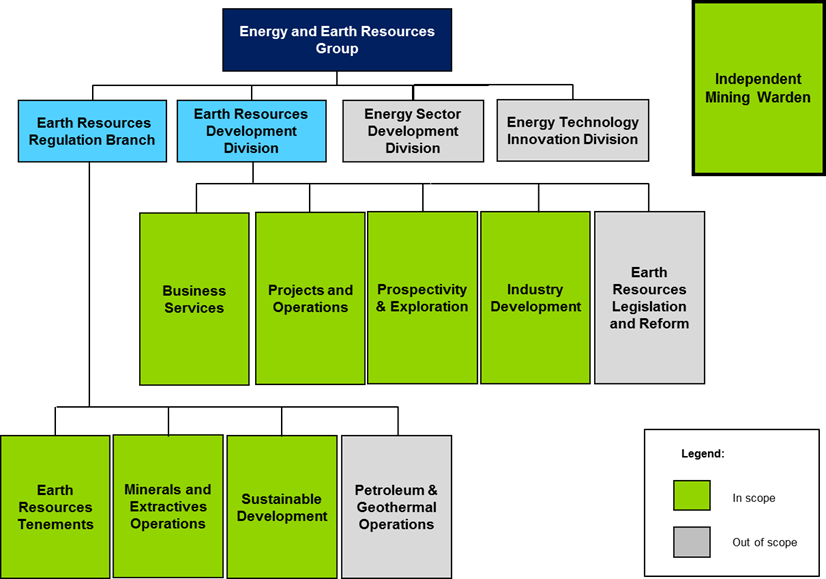 Energy and Earth Resources
Group
Independent
Mining Warden
Earth Resources
Regulation Branch
Earth Resources
Development
Division
Energy Sector
Development
Division
Energy Technology
Innovation Division
Business
Services
Projects and
Operations
Prospectivity
& Exploration
Industry
Development
Earth
Resources
Legislation
and Reform
Earth
Resources
Tenements
Minerals and
Extractives
Operations
Sustainable
Development
Petroleum &
Geothermal
Operations
Legend:
In scope
Out of scope